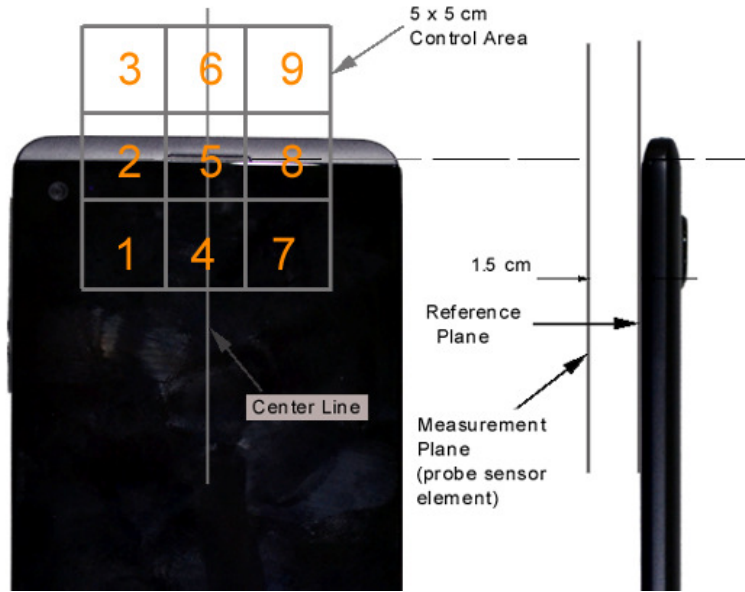 5 x 5 cm
Control Area
3 6 9
2 5 8
1 4 7
1.5 cm
Reference
Plane
Center Line
Measurement
Plane
(probe sensor
element)